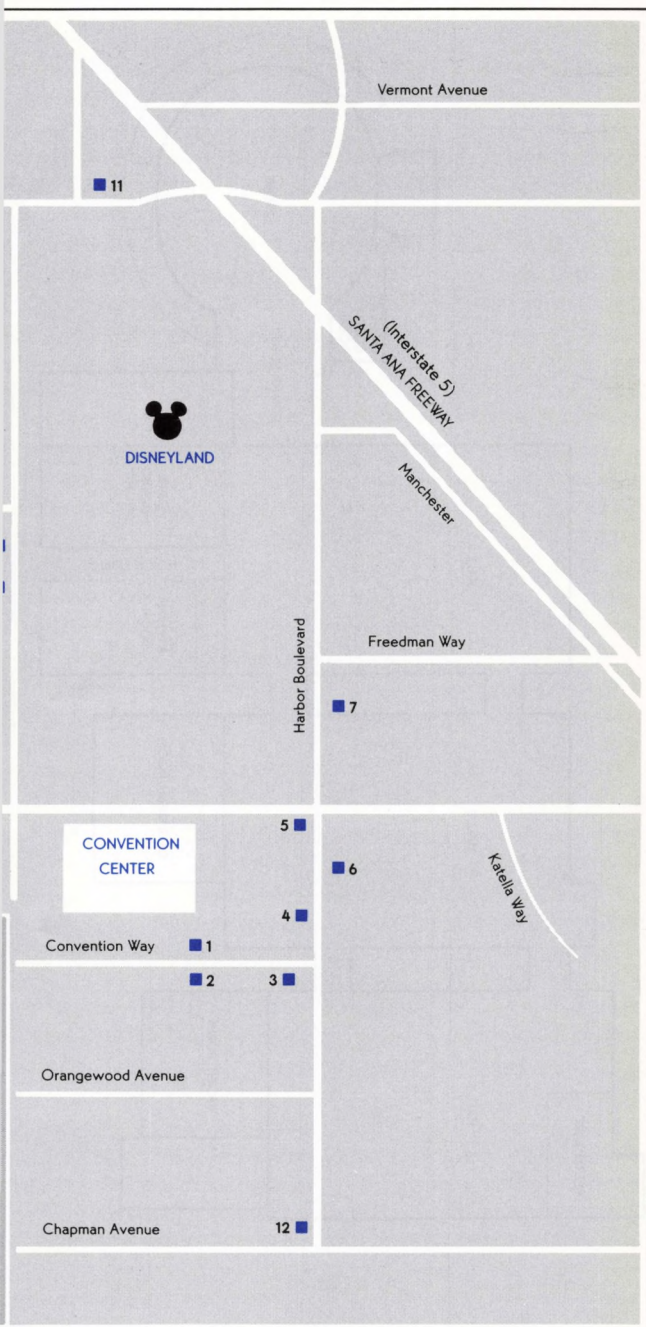 Vermont Avenue
11
(Interstate 5)
SANTA ANA FREEWAY
DISNEYLAND
Manchester
Harbor Boulevard
Freedman Way
7
5
CONVENTION
CENTER
6
Katella Way
4
Convention Way
1
2
3
Orangewood Avenue
Chapman Avenue
12